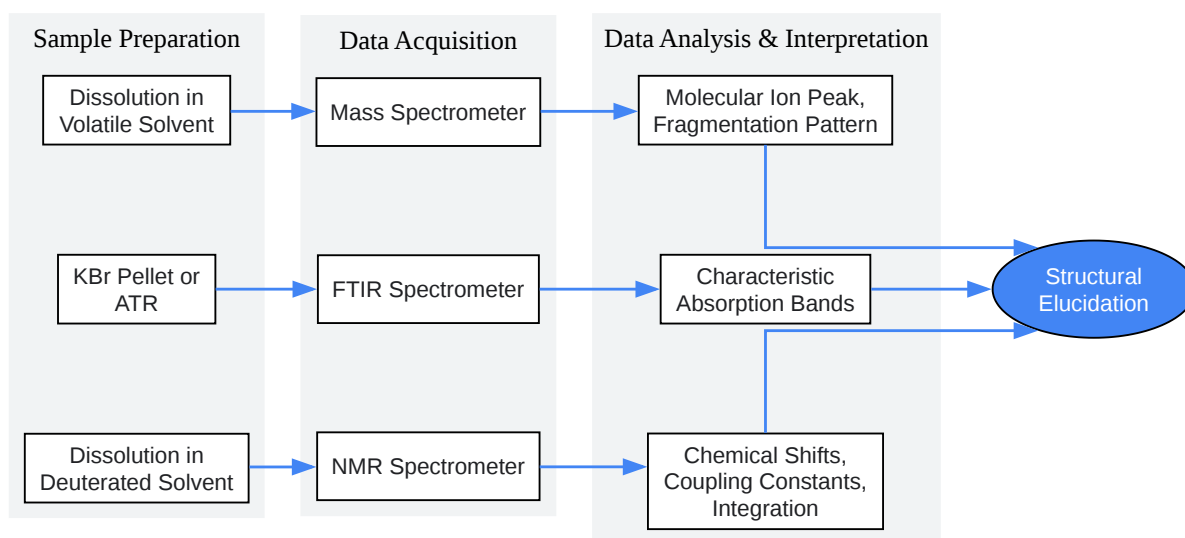 Sample Preparation
Data Acquisition
Data Analysis & Interpretation
Dissolution in
Volatile Solvent
Mass Spectrometer
Molecular Ion Peak,
Fragmentation Pattern
KBr Pellet or
ATR
FTIR Spectrometer
Characteristic
Absorption Bands
Structural
Elucidation
Dissolution in
Deuterated Solvent
NMR Spectrometer
Chemical Shifts,
Coupling Constants,
Integration